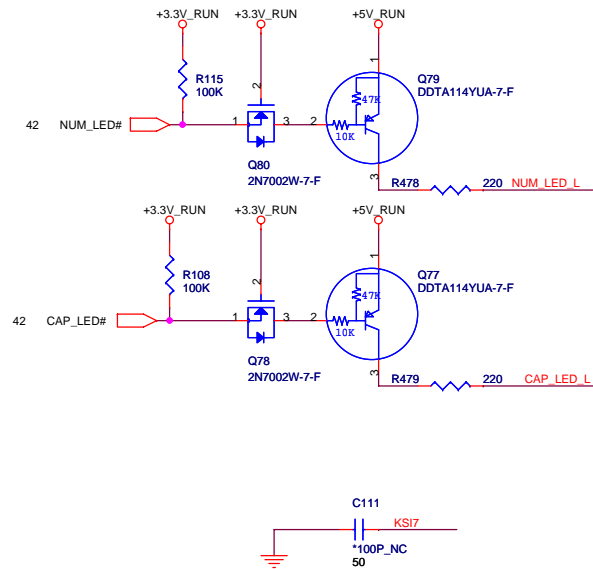 +3.3V_RUN +3.3V_RUN +5V_RUN
1
R115
100K
2
Q79
DDTA114YUA-7-F
47K
42 NUM_LED# 1 3 2
10K
Q80
2N7002W-7-F
3
R478 220 NUM_LED_L
+3.3V_RUN +3.3V_RUN +5V_RUN
1
R108
100K
2
Q77
DDTA114YUA-7-F
47K
42 CAP_LED# 1 3 2
10K
Q78
2N7002W-7-F
3
R479 220 CAP_LED_L
C111
KSI7
*100P_NC
50